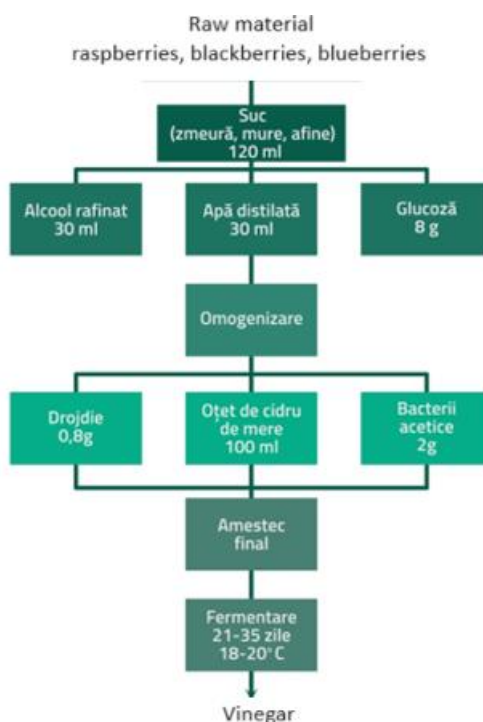 Raw material
raspberries, blackberries, blueberries
Suc
(zmeură, mure, afine)
120 ml
Alcool rafinat
30 ml
Apă distilată
30 ml
Glucoză
8 g
Omogenizare
Drojdie
0,8g
Oțet de cidru
de mere
100 ml
Bacterii
acetice
2g
Amestec
final
Fermentare
21-35 zile
18-20°C
Vinegar